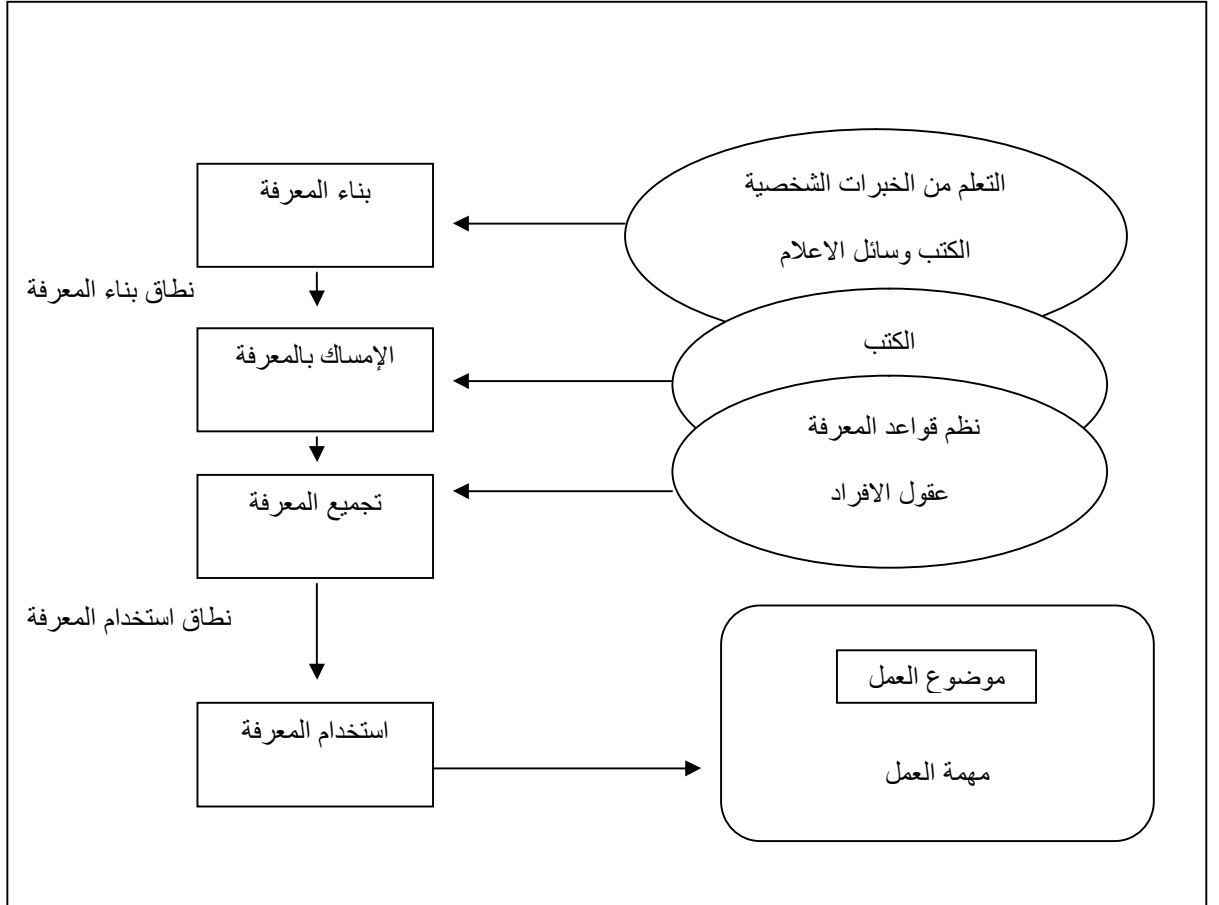 التعلم من الخبرات الشخصية
بناء المعرفة
الكتب وسائل الاعلام
نطاق بناء المعرفة
الكتب
الإمساك بالمعرفة
نظم قواعد المعرفة
عقول الافراد
تجميع المعرفة
نطاق استخدام المعرفة
موضوع العمل
استخدام المعرفة
مهمة العمل